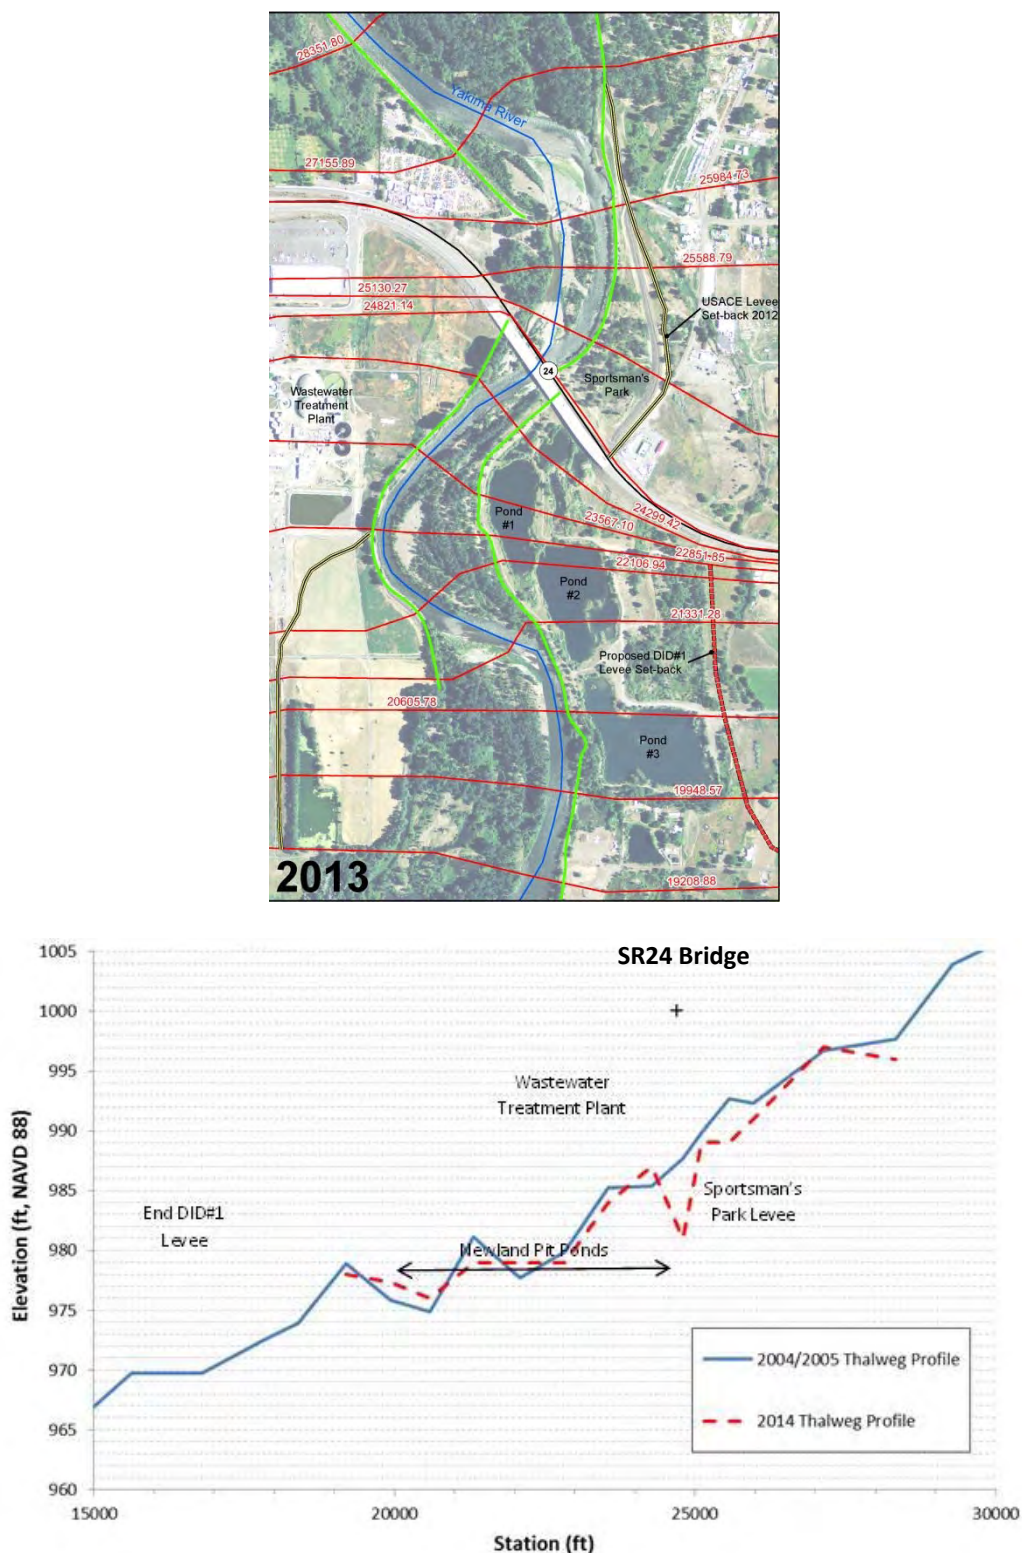 28351.80
Yakima River
27155.89
25984.73
25588.79
25130.27
24821.14
USACE Levee
Set-back 2012
24
Sportsman's
Park
Wastewater
Treatment
Plant
Pond
#1
24299.42
23567.10
22851.85
22106.94
Pond
#2
21331.28
Proposed DID#1
Levee Set-back
20605.78
Pond
#3
19948.57
2013
19208.88
SR24 Bridge
1005
1000
995
990
985
980
975
970
965
960
Elevation (ft, NAVD 88)
Wastewater
Treatment Plant
Sportsman's
Park Levee
End DID#1
Levee
Newland Pit Ponds
2004/2005 Thalweg Profile
2014 Thalweg Profile
15000
20000
25000
30000
Station (ft)